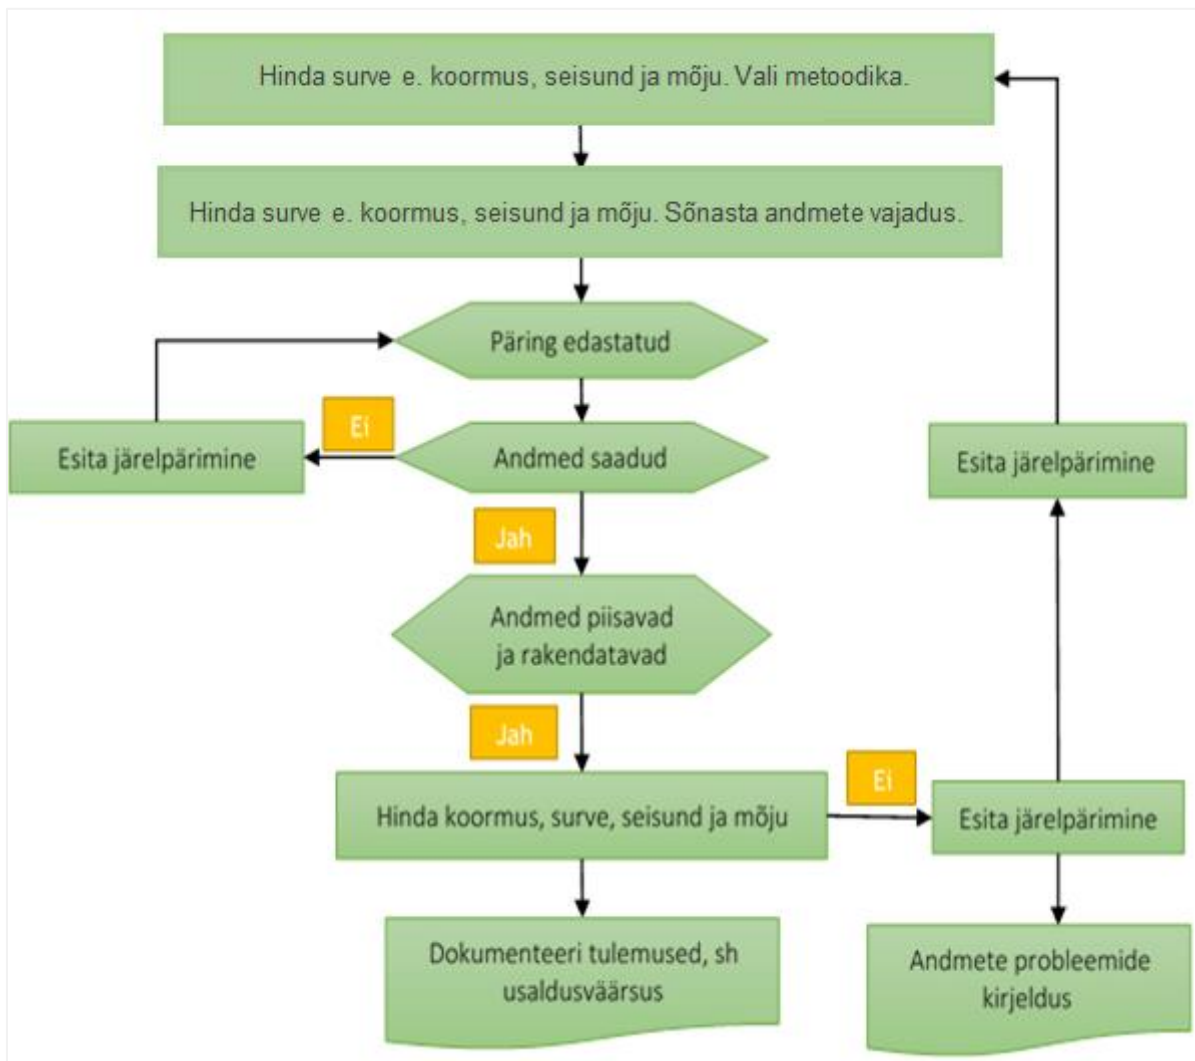 Hinda surve e. koormus, seisund ja mõju. Vali metoodika.
Hinda surve e. koormus, seisund ja mõju. Sõnasta andmete vajadus.
Päring edastatud
Ei
Esita järelpärimine
Andmed saadud
Esita järelpärimine
Jah
Andmed piisavad
ja rakendatavad
Jah
Ei
Hinda koormus, surve, seisund ja mõju
Esita järelpärimine
Dokumenteeri tulemused, sh
usaldusväärsus
Andmete probleemide
kirjeldus